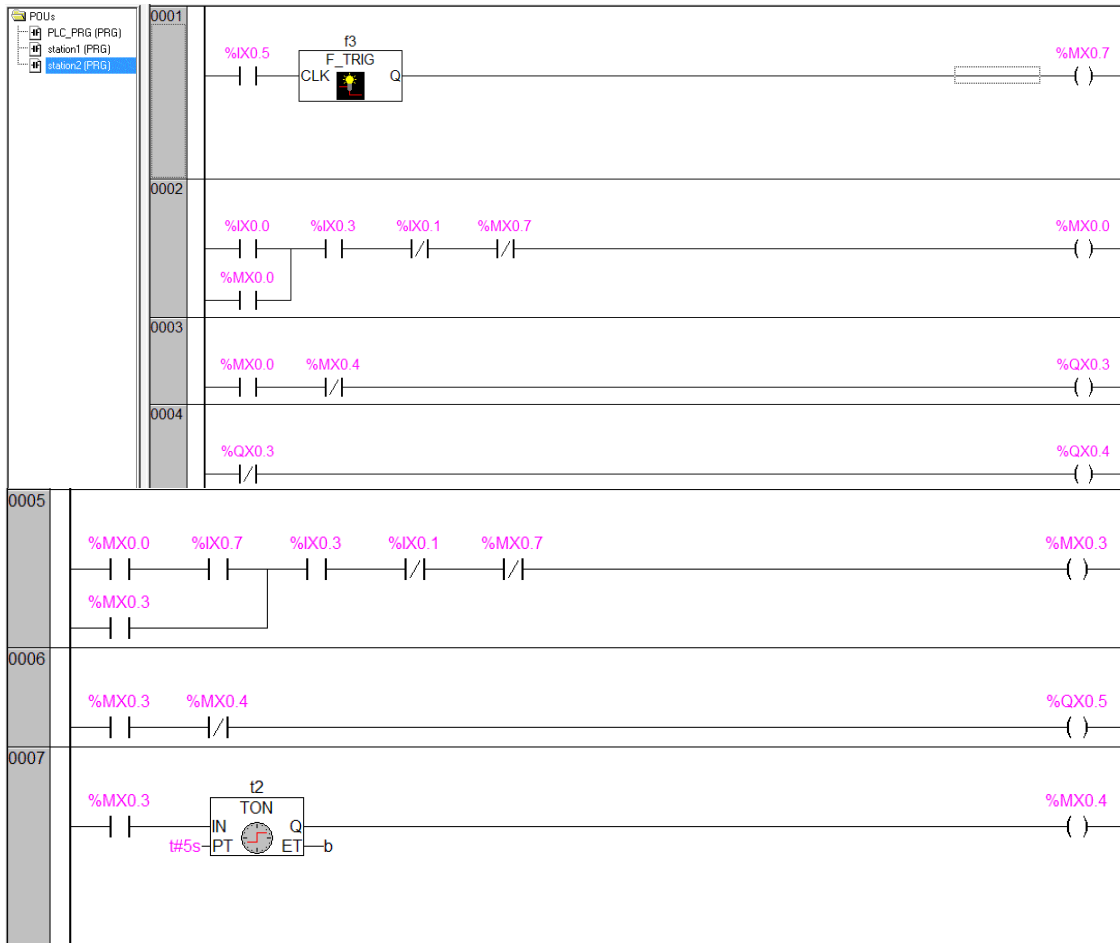 POUs
PLC_PRG (PRG)
station1 (PRG)
station2 (PRG)
0001
%IX0.5
f3
F_TRIG
CLK
Q
%MX0.7
0002
%IX0.0 %IX0.3 %IX0.1 %MX0.7 %MX0.0
%MX0.0
0003
%MX0.0 %MX0.4 %QX0.3
0004
%QX0.3 %QX0.4
0005
%MX0.0 %IX0.7 %IX0.3 %IX0.1 %MX0.7 %MX0.3
%MX0.3
0006
%MX0.3 %MX0.4 %QX0.5
0007
t2
%MX0.3 TON %MX0.4
IN Q
t#5s PT ET b